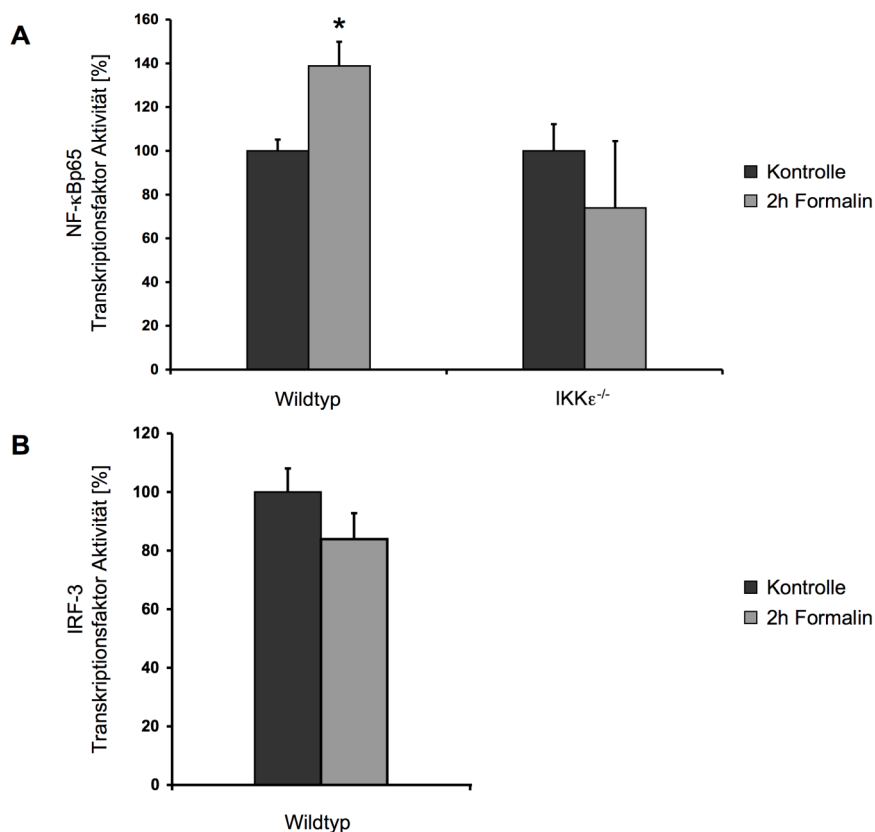 A
NF-κBp65
Transkriptionsfaktor Aktivität [%]
160
140
120
100
80
60
40
20
0
*
Wildtyp
IKKε-/-
Kontrolle
2h Formalin
B
IRF-3
Transkriptionsfaktor Aktivität [%]
120
100
80
60
40
20
0
Wildtyp
Kontrolle
2h Formalin